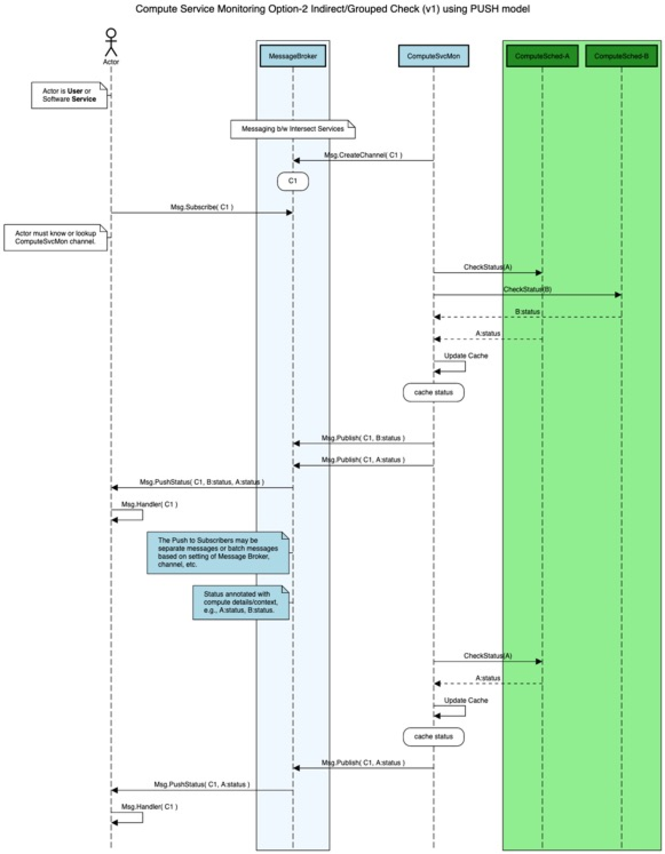 Compute Service Monitoring Option-2 Indirect/Grouped Check (v1) using PUSH model
Actor
MessageBroker
ComputeSvcMon
ComputeSched-A
ComputeSched-B
Actor is User or
Software Service
Messaging b/w Intersect Services
Msg.CreateChannel( C1 )
C1
Msg.Subscribe( C1 )
Actor must know or lookup
ComputeSvcMon channel.
CheckStatus(A)
CheckStatus(B)
B:status
A:status
Update Cache
cache status
Msg.Publish( C1, B:status )
Msg.Publish( C1, A:status )
Msg.PushStatus( C1, B:status, A:status )
Msg.Handler( C1 )
The Push to Subscribers may be
separate messages or batch messages
based on setting of Message Broker,
channel, etc.
Status annotated with
compute details/context,
e.g., A:status, B:status.
CheckStatus(A)
A:status
Update Cache
cache status
Msg.Publish( C1, A:status )
Msg.PushStatus( C1, A:status )
Msg.Handler( C1 )